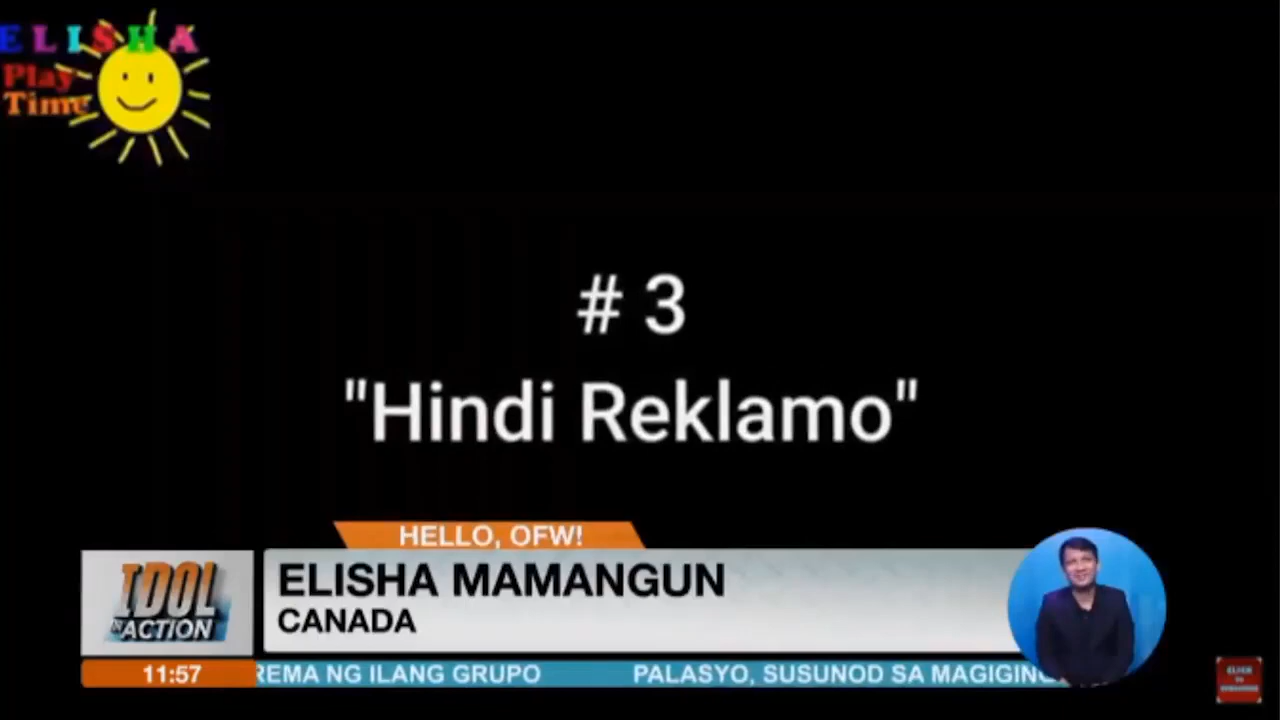 ELISHA
Play
Time
# 3
"Hindi Reklamo"
HELLO, OFW!
IDOL
IN ACTION
ELISHA MAMANGUN
CANADA
11:57
REMA NG ILANG GRUPO PALASYO, SUSUNOD SA MAGIGING